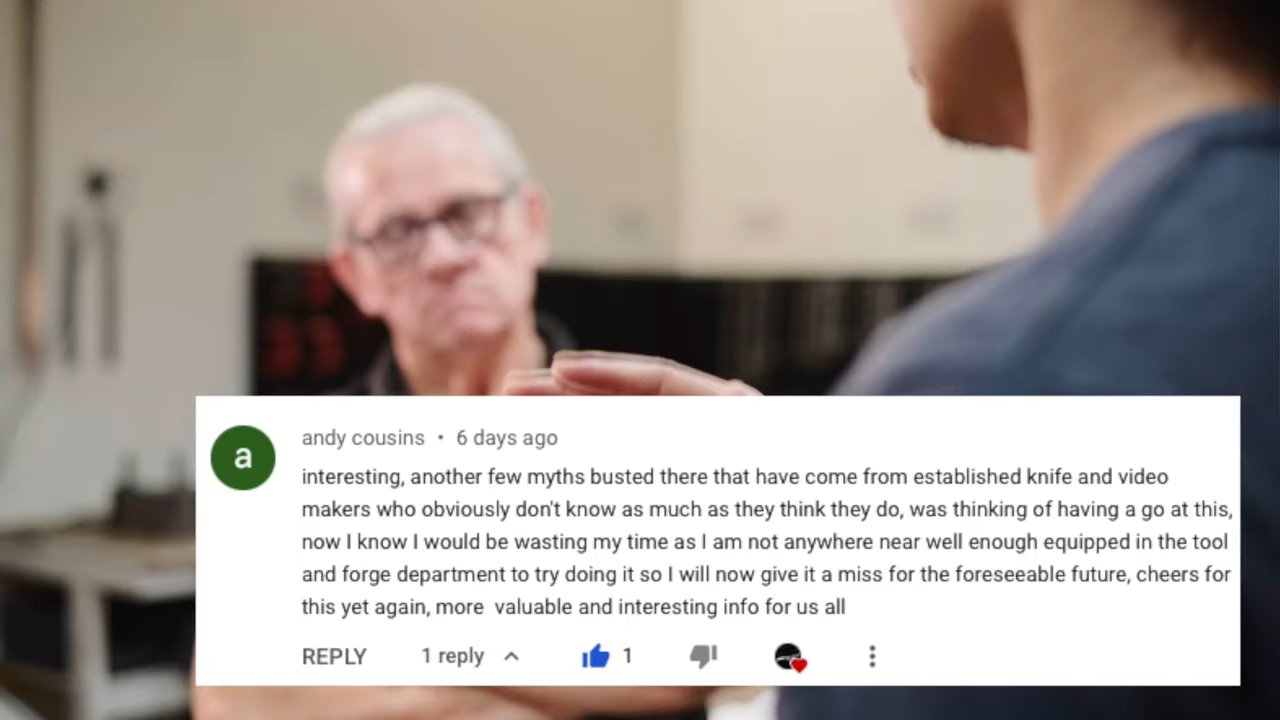 a
andy cousins • 6 days ago
interesting, another few myths busted there that have come from established knife and video
makers who obviously don't know as much as they think they do, was thinking of having a go at this,
now I know I would be wasting my time as I am not anywhere near well enough equipped in the tool
and forge department to try doing it so I will now give it a miss for the foreseeable future, cheers for
this yet again, more  valuable and interesting info for us all
REPLY 1 reply 1